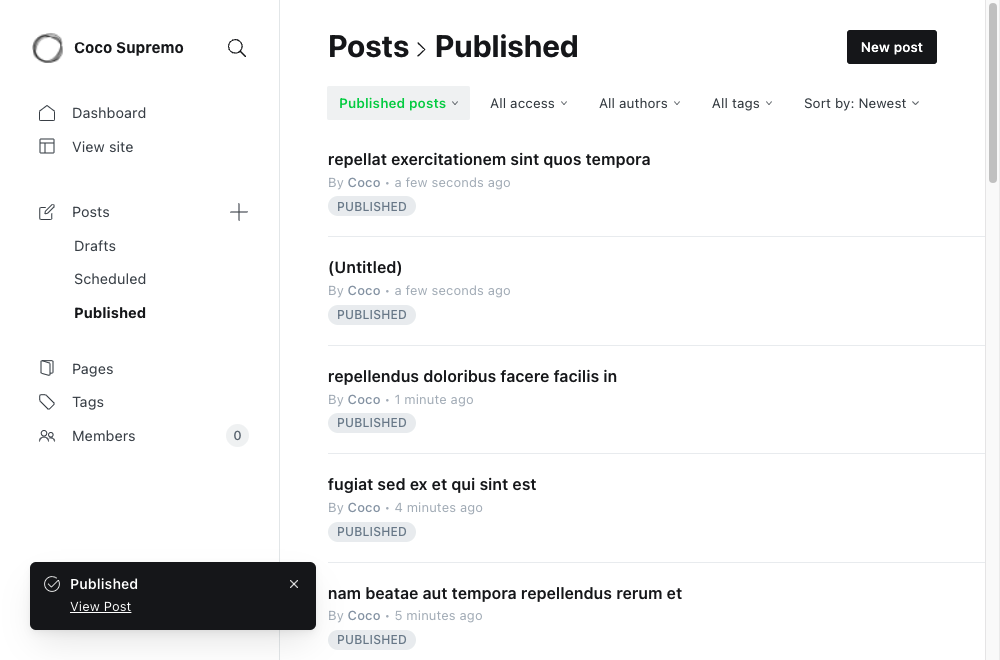 Coco Supremo
Dashboard
View site
Posts
Drafts
Scheduled
Published
Pages
Tags
Members 0
Published
View Post
Posts > Published
New post
Published posts All access All authors All tags Sort by: Newest
repellat exercitationem sint quos tempora
By Coco • a few seconds ago
PUBLISHED
(Untitled)
By Coco • a few seconds ago
PUBLISHED
repellendus doloribus facere facilis in
By Coco • 1 minute ago
PUBLISHED
fugiat sed ex et qui sint est
By Coco • 4 minutes ago
PUBLISHED
nam beatae aut tempora repellendus rerum et
By Coco • 5 minutes ago
PUBLISHED